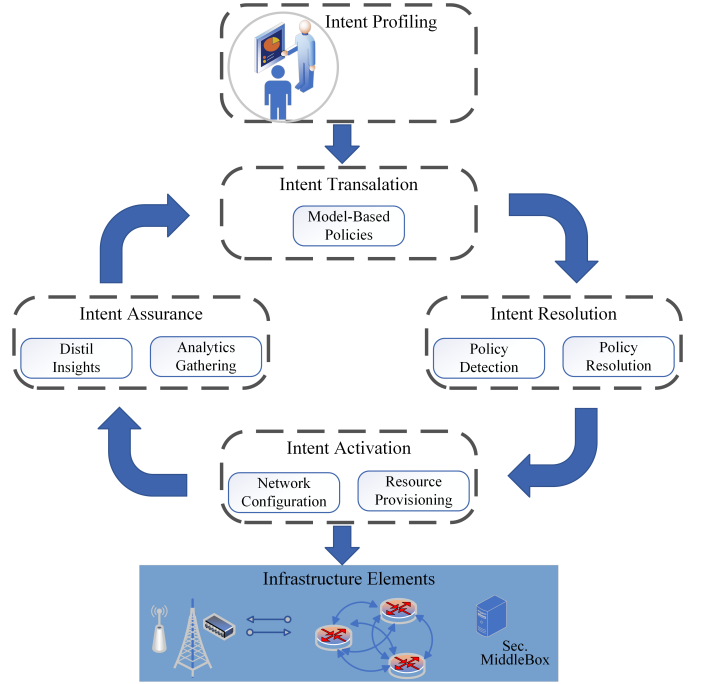 Intent Profiling
Intent Transalation
Model-Based
Policies
Intent Assurance
Distil
Insights
Analytics
Gathering
Intent Resolution
Policy
Detection
Policy
Resolution
Intent Activation
Network
Configuration
Resource
Provisioning
Infrastructure Elements
Sec.
MiddleBox